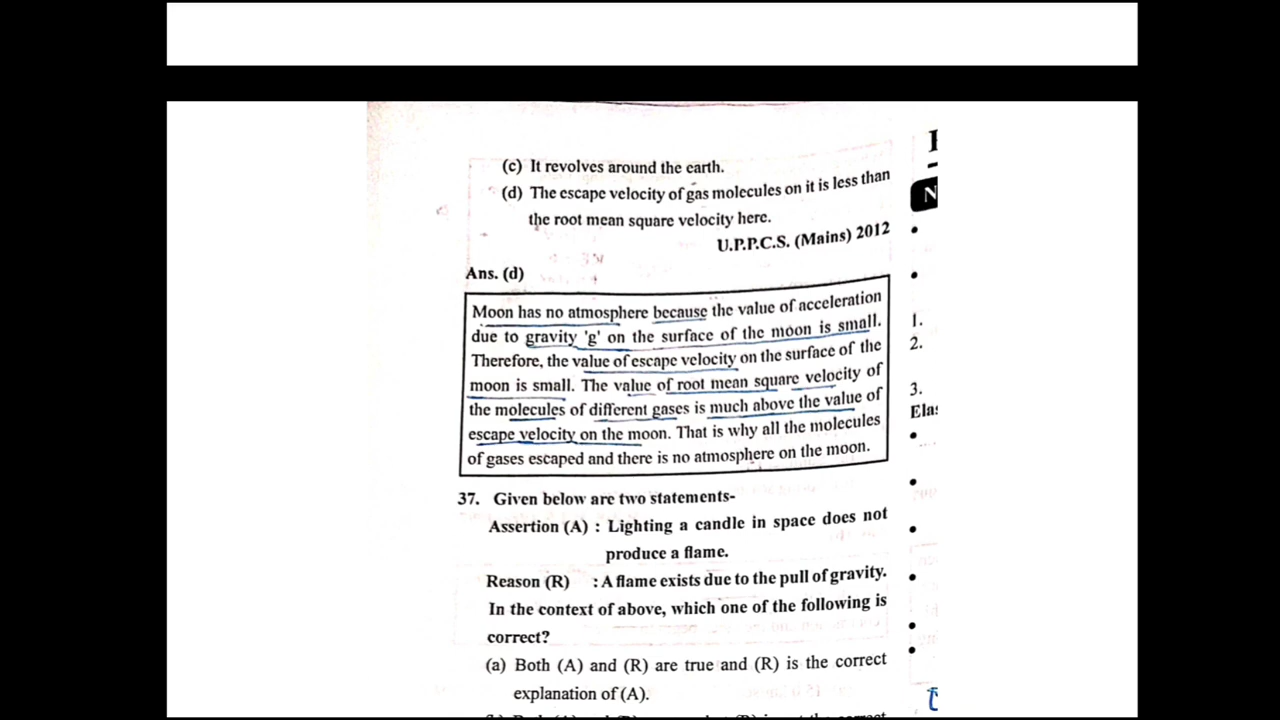 (c) It revolves around the earth.
(d) The escape velocity of gas molecules on it is less than
the root mean square velocity here.
U.P.P.C.S. (Mains) 2012
Ans. (d)
Moon has no atmosphere because the value of acceleration
due to gravity 'g' on the surface of the moon is small.
Therefore, the value of escape velocity on the surface of the
moon is small. The value of root mean square velocity of
the molecules of different gases is much above the value of
escape velocity on the moon. That is why all the molecules
of gases escaped and there is no atmosphere on the moon.
37. Given below are two statements-
Assertion (A) : Lighting a candle in space does not
produce a flame.
Reason (R) : A flame exists due to the pull of gravity.
In the context of above, which one of the following is
correct?
(a) Both (A) and (R) are true and (R) is the correct
explanation of (A).
N
1.
2.
3.